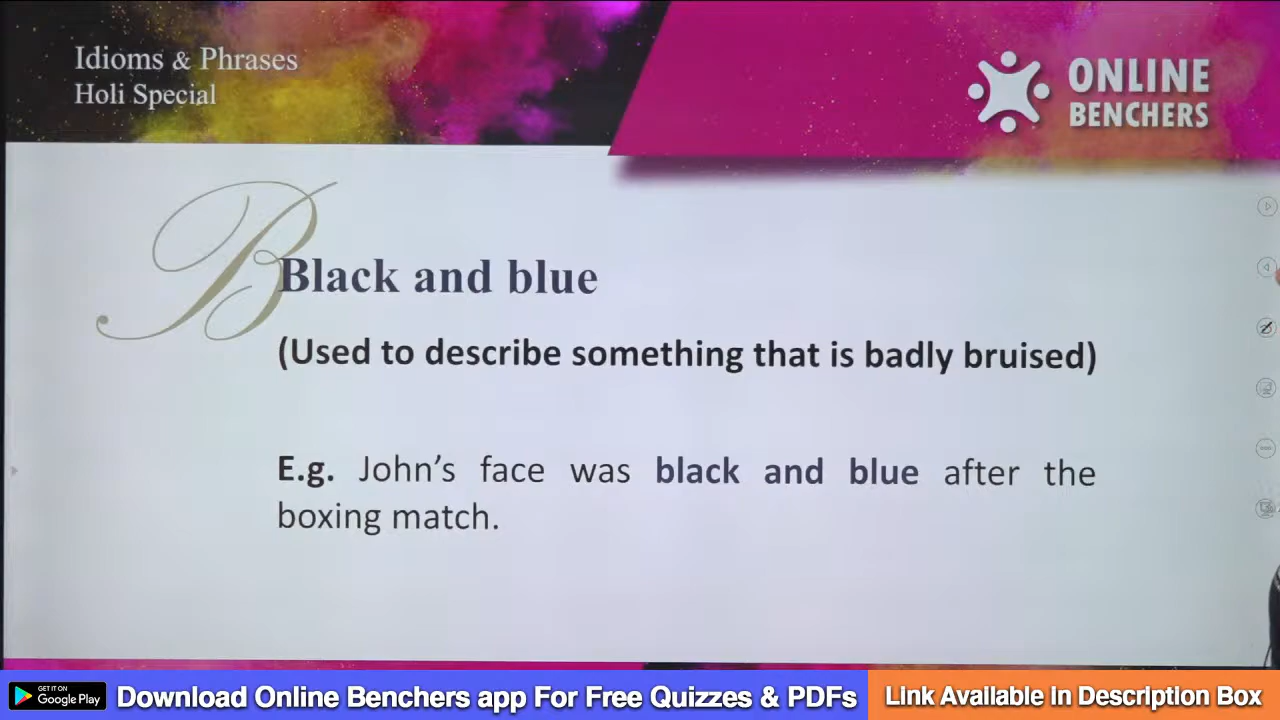 Idioms & Phrases
Holi Special
ONLINE
BENCHERS
B
Black and blue
(Used to describe something that is badly bruised)
E.g. John's face was black and blue after the
boxing match.
GET IT ON
Google Play
Download Online Benchers app For Free Quizzes & PDFs
Link Available In Description Box